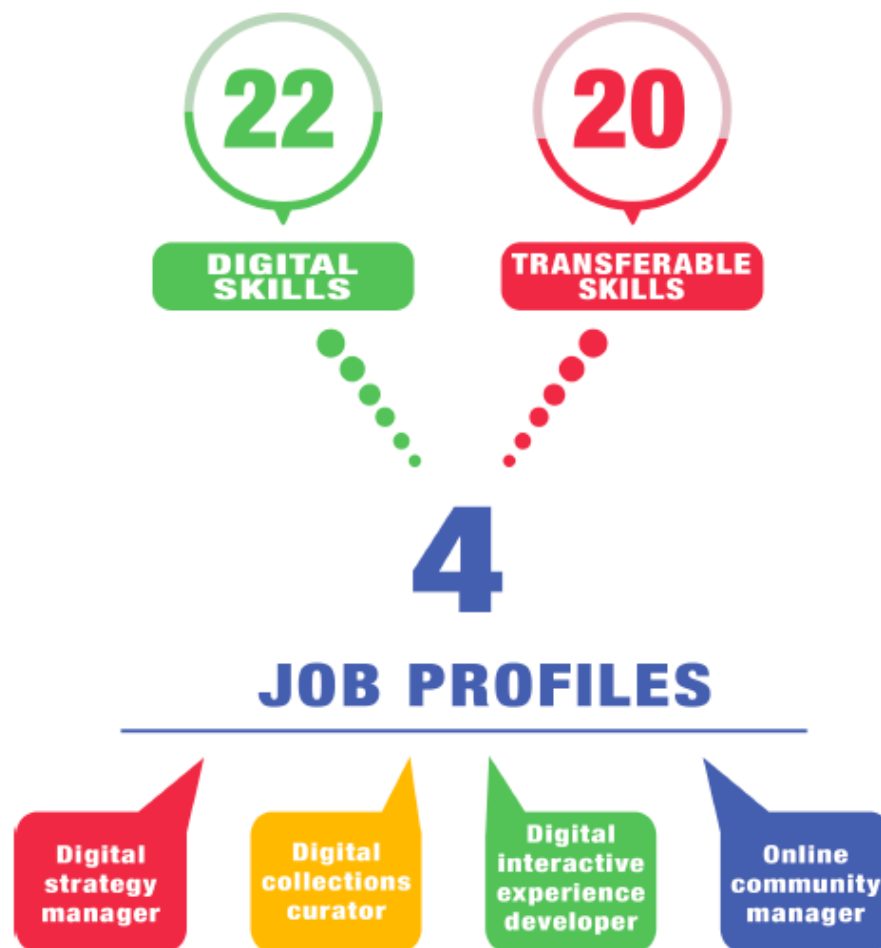 22
20
DIGITAL
SKILLS
TRANSFERABLE
SKILLS
4
JOB PROFILES
Digital
strategy
manager
Digital
collections
curator
Digital
interactive
experience
developer
Online
community
manager